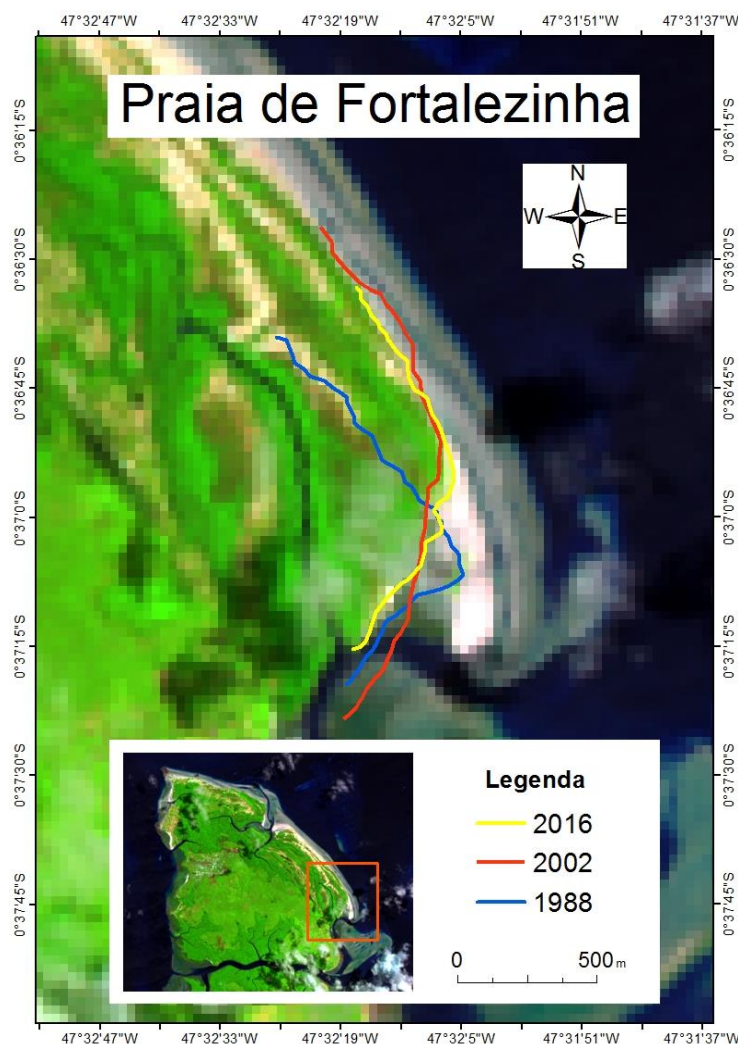 47°32'47"W 47°32'33"W 47°32'19"W 47°32'5"W 47°31'51"W 47°31'37"W
Praia de Fortalezinha
N
W E
S
0°36'15"S 0°36'15"S
0°36'30"S 0°36'30"S
0°36'45"S 0°36'45"S
0°37'0"S 0°37'0"S
0°37'15"S 0°37'15"S
0°37'30"S 0°37'30"S
0°37'45"S 0°37'45"S
Legenda
2016
2002
1988
0 500 m
47°32'47"W 47°32'33"W 47°32'19"W 47°32'5"W 47°31'51"W 47°31'37"W